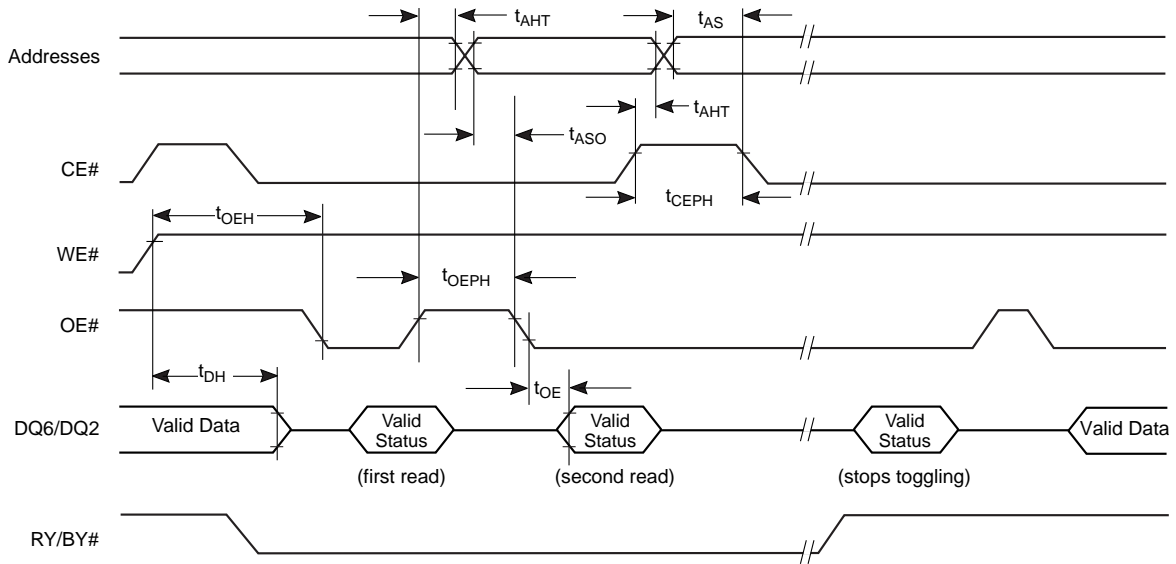 tAHT
tAS
Addresses
tAHT
tASO
CE#
tCEPH
tOEH
WE#
tOEPH
OE#
tDH
tOE
DQ6/DQ2
Valid Data
Valid
Status
Valid
Status
Valid
Status
Valid Data
(first read)
(second read)
(stops toggling)
RY/BY#